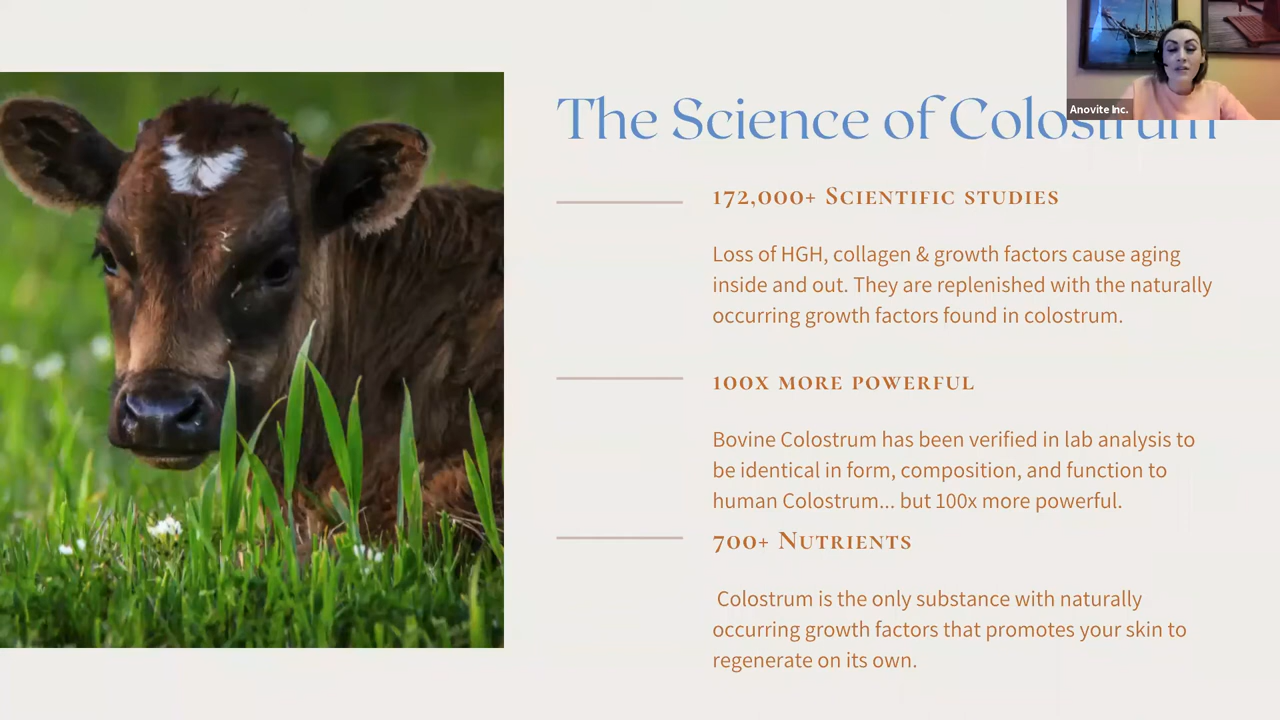 The Science of Colostrum
Anovite Inc.
172,000+ Scientific studies
Loss of HGH, collagen & growth factors cause aging
inside and out. They are replenished with the naturally
occurring growth factors found in colostrum.
100x more powerful
Bovine Colostrum has been verified in lab analysis to
be identical in form, composition, and function to
human Colostrum... but 100x more powerful.
700+ Nutrients
Colostrum is the only substance with naturally
occurring growth factors that promotes your skin to
regenerate on its own.